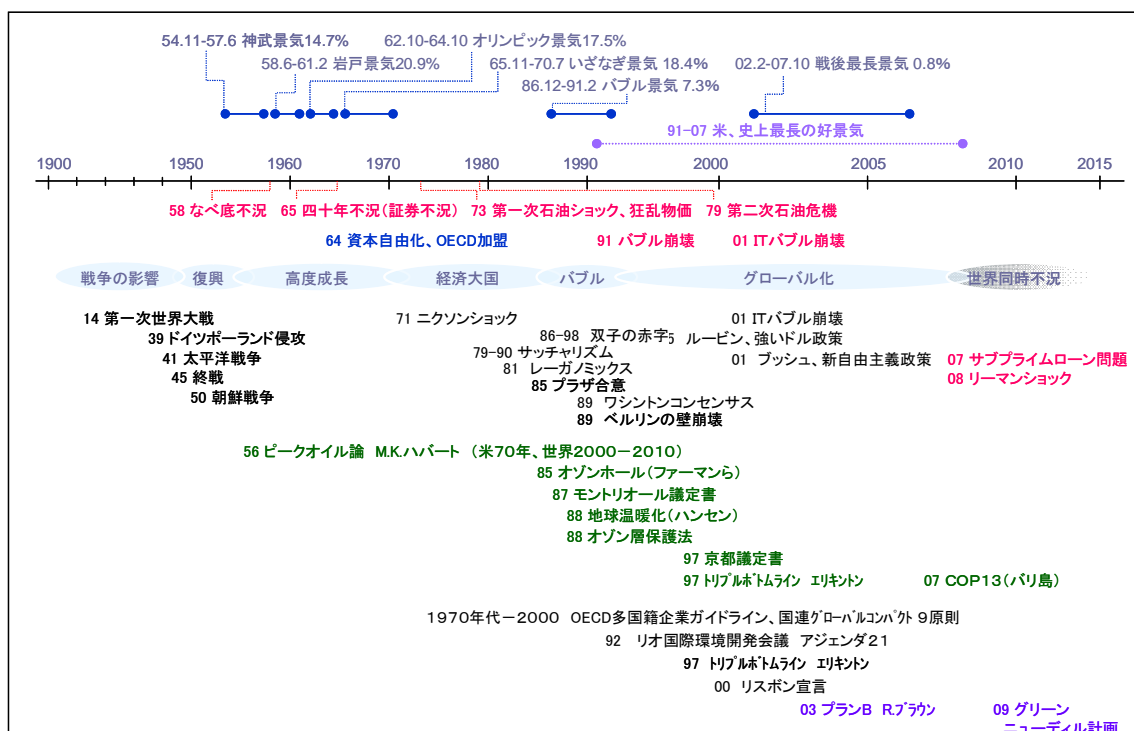 54.11-57.6 神武景気14.7%
62.10-64.10 オリンピック景気17.5%
58.6-61.2 岩戸景気20.9%
65.11-70.7 いざなぎ景気 18.4%
02.2-07.10 戦後最長景気 0.8%
86.12-91.2 バブル景気 7.3%
91-07 米、史上最長の好景気
1900 1950 1960 1970 1980 1990 2000 2005 2010 2015
58 なべ底不況
65 四十年不況(証券不況)
73 第一次石油ショック、狂乱物価
79 第二次石油危機
64 資本自由化、OECD加盟
91 バブル崩壊
01 ITバブル崩壊
戦争の影響 復興 高度成長 経済大国 バブル グローバル化 世界同時不況
14 第一次世界大戦
71 ニクソンショック
01 ITバブル崩壊
39 ドイツポーランド侵攻
86-98 双子の赤字
5 ルービン、強いドル政策
41 太平洋戦争
79-90 サッチャリズム
01 ブッシュ、新自由主義政策
07 サブプライムローン問題
81 レーガノミックス
45 終戦
85 プラザ合意
08 リーマンショック
50 朝鮮戦争
89 ワシントンコンセンサス
89 ベルリンの壁崩壊
56 ピークオイル論 M.K.ハバート (米70年、世界2000-2010)
85 オゾンホール(ファーマンら)
87 モントリオール議定書
88 地球温暖化(ハンセン)
88 オゾン層保護法
97 京都議定書
97 トリプルボトムライン エリキントン
07 COP13(バリ島)
1970年代-2000 OECD多国籍企業ガイドライン、国連グローバルコンパクト 9原則
92 リオ国際環境開発会議 アジェンダ21
97 トリプルボトムライン エリキントン
00 リスボン宣言
03 プランB R.ブラウン
09 グリーン
ニューディル計画